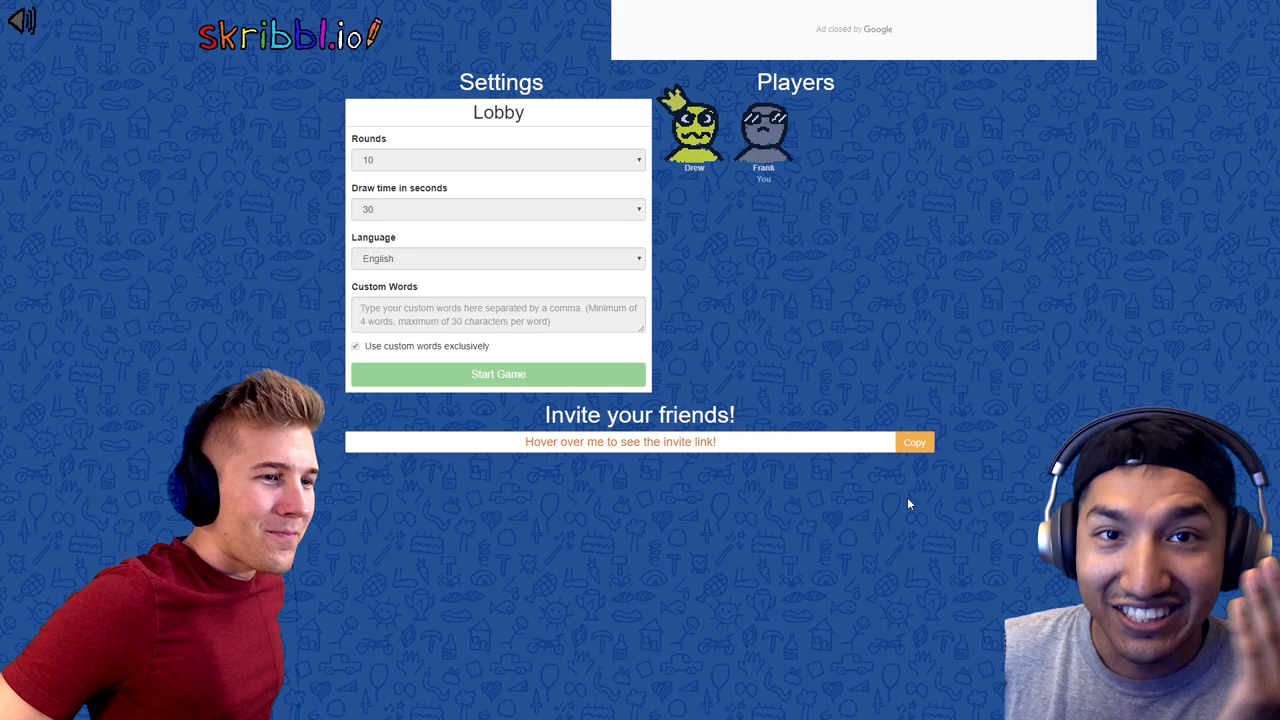 skribbl.io
Ad closed by Google
Settings
Players
Lobby
Rounds
10
Draw time in seconds
30
Language
English
Custom Words
Type your custom words here separated by a comma. (Minimum of
4 words, maximum of 30 characters per word)
Use custom words exclusively.
Start Game
Drew
Frank
You
Invite your friends!
Hover over me to see the invite link!
Copy